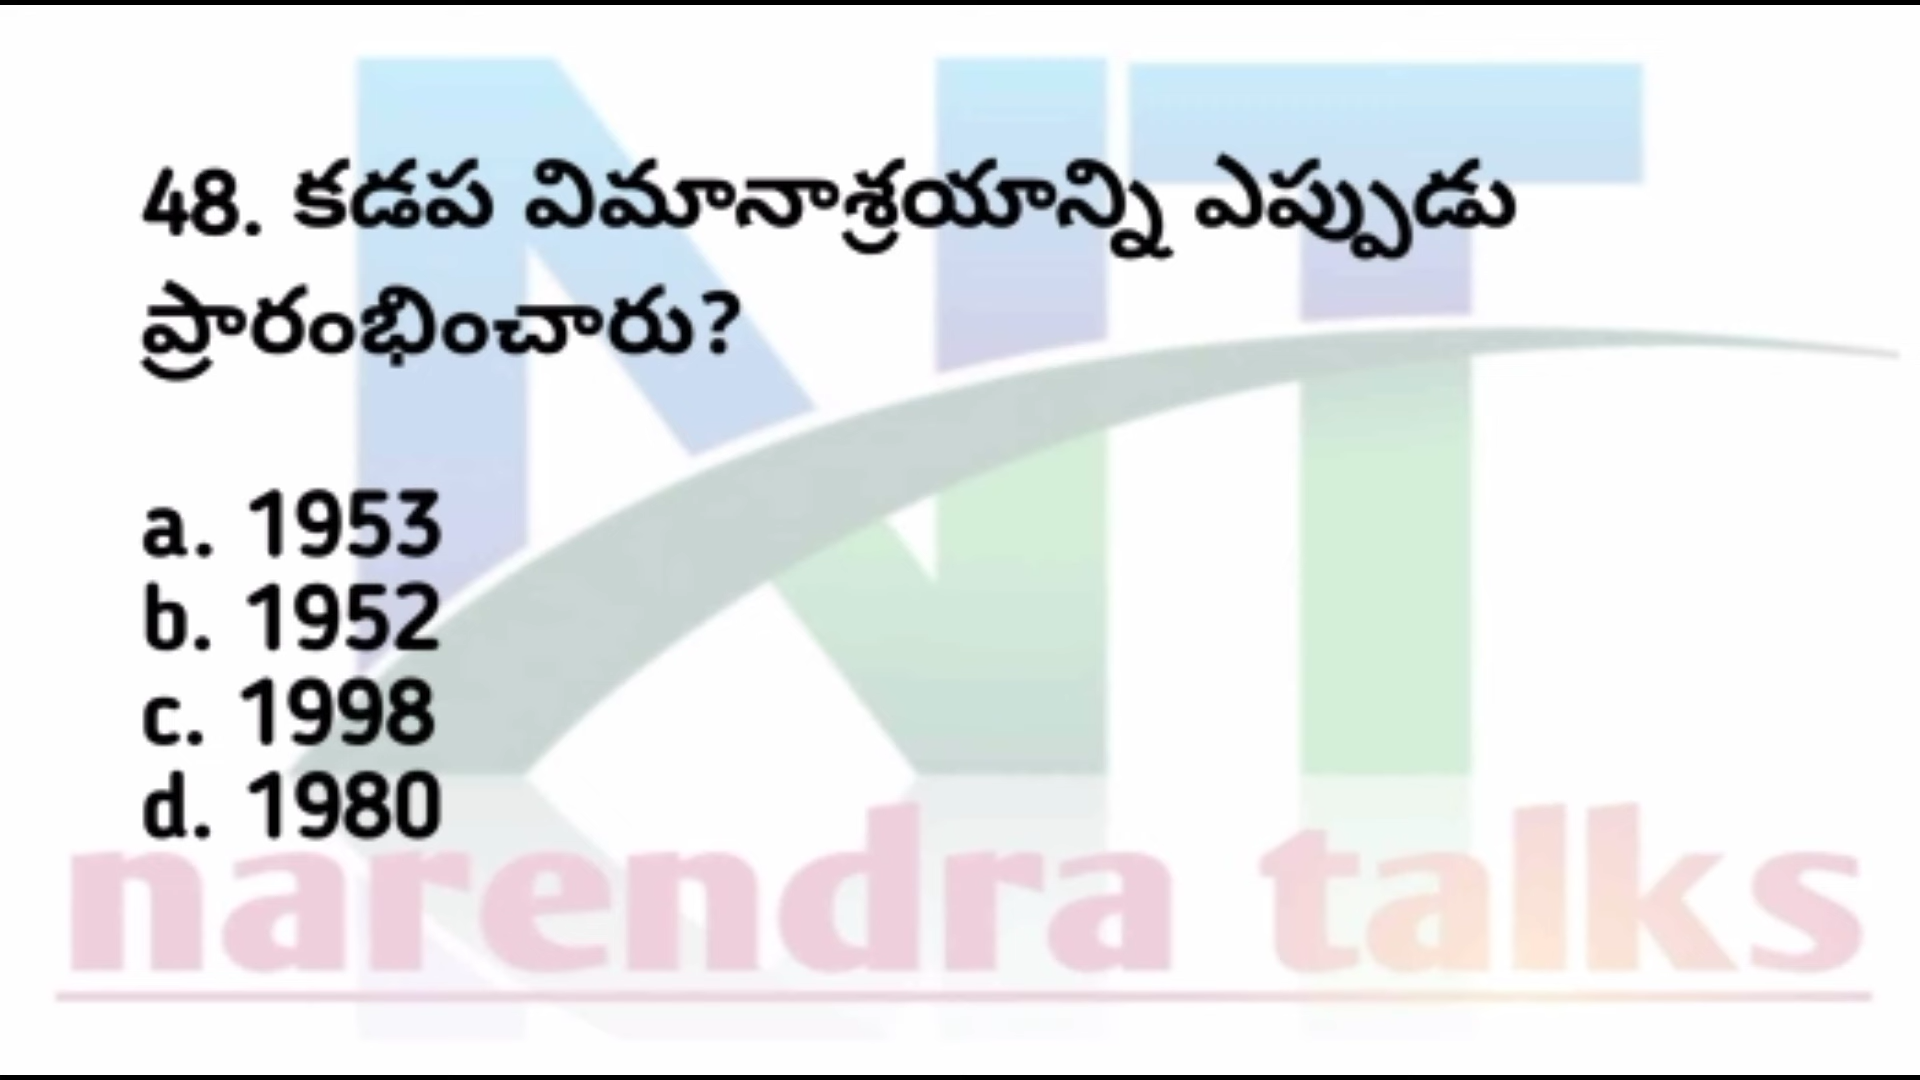 48. కడప విమానాశ్రయాన్ని ఎప్పుడు
ప్రారంభించారు?
a. 1953
b. 1952
c. 1998
d. 1980
narendra talks